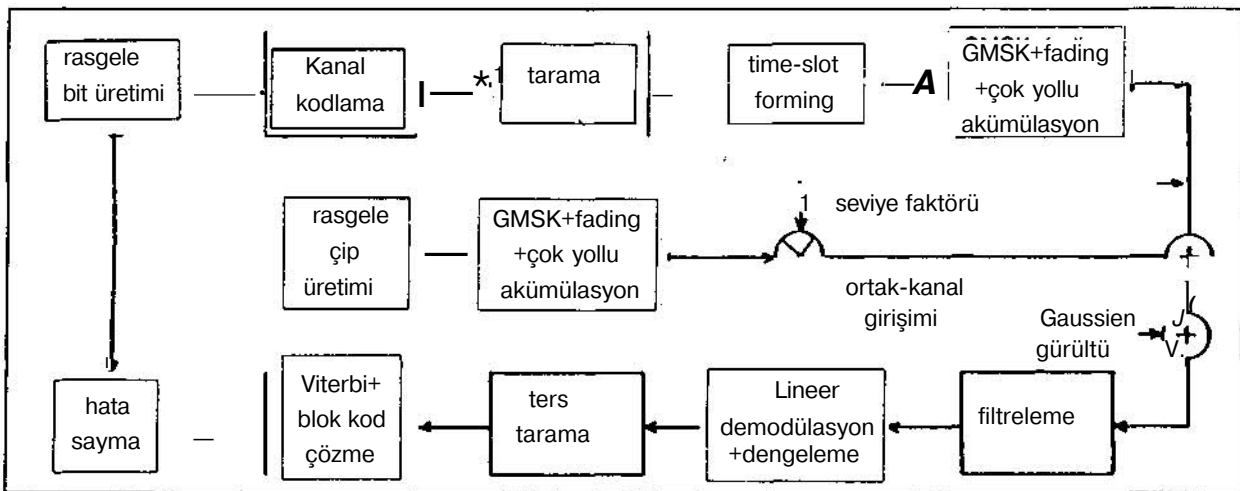 rasgele
bit üretimi
Kanal
kodlama
tarama
time-slot
forming
GMSK+fading
+çok yollu
akümülasyon
rasgele
çip
üretimi
GMSK+fading
+çok yollu
akümülasyon
1 seviye faktörü
ortak-kanal
girişimi
Gaussien
gürültü
hata
sayma
Viterbi+
blok kod
çözme
ters
tarama
Lineer
demodülasyon
+dengeleme
filtreleme